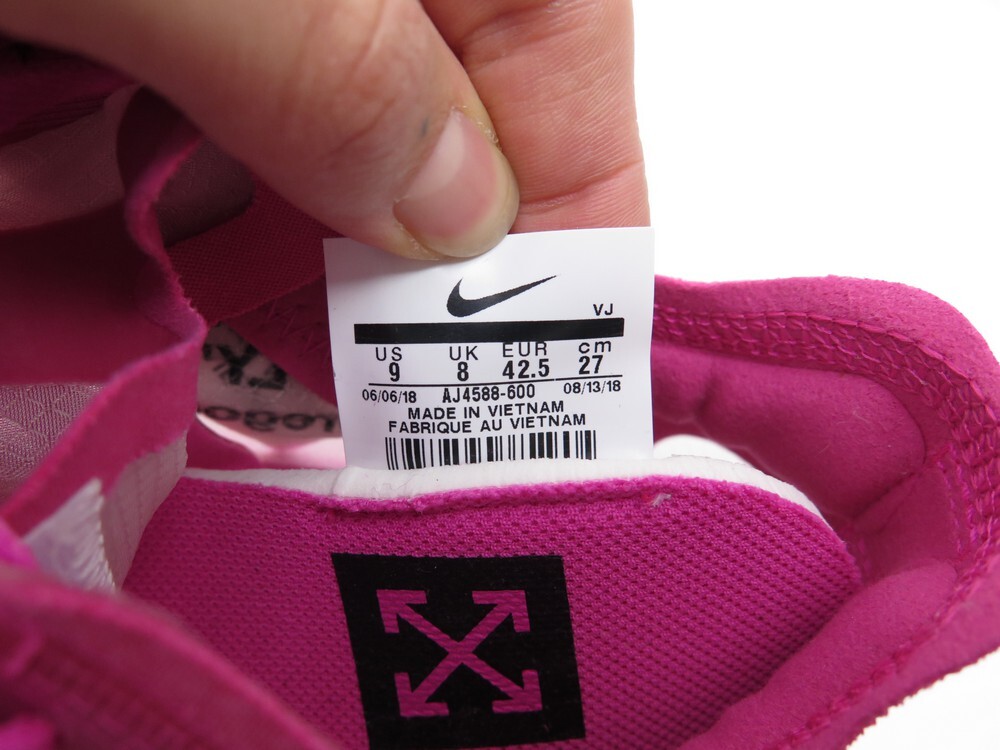 VJ
US UK EUR cm
9 8 42.5 27
06/06/18 AJ4588-600 08/13/18
MADE IN VIETNAM
FABRIQUE AU VIETNAM